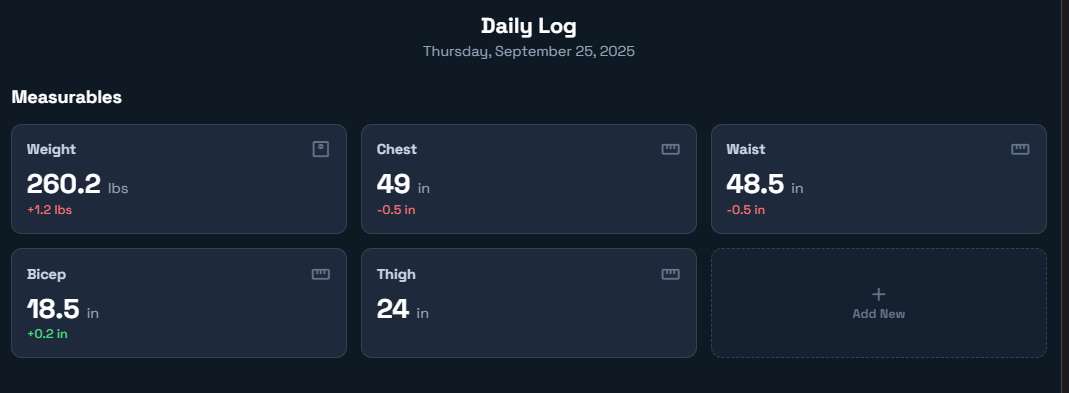 Daily Log
Thursday, September 25, 2025
Measurables
Weight
260.2 lbs
+1.2 lbs
Chest
49 in
-0.5 in
Waist
48.5 in
-0.5 in
Bicep
18.5 in
+0.2 in
Thigh
24 in
Add New